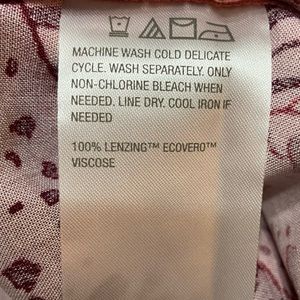 MACHINE WASH COLD DELICATE
CYCLE. WASH SEPARATELY. ONLY
NON-CHLORINE BLEACH WHEN
NEEDED. LINE DRY. COOL IRON IF
NEEDED
100% LENZING™ ECOVERO™
VISCOSE